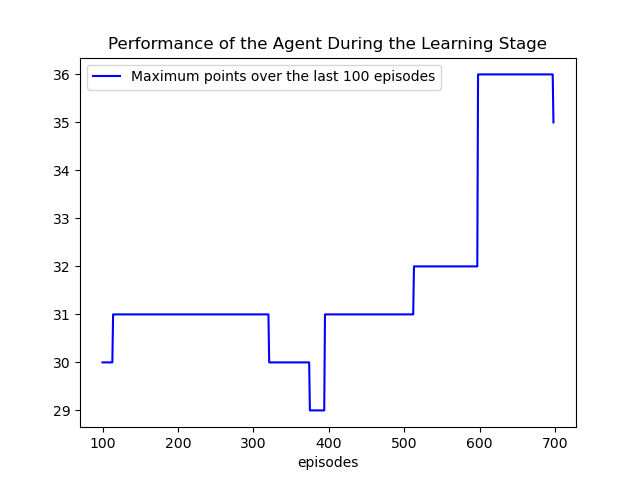 Performance of the Agent During the Learning Stage
Maximum points over the last 100 episodes
36
35
34
33
32
31
30
29
100 200 300 400 500 600 700
episodes